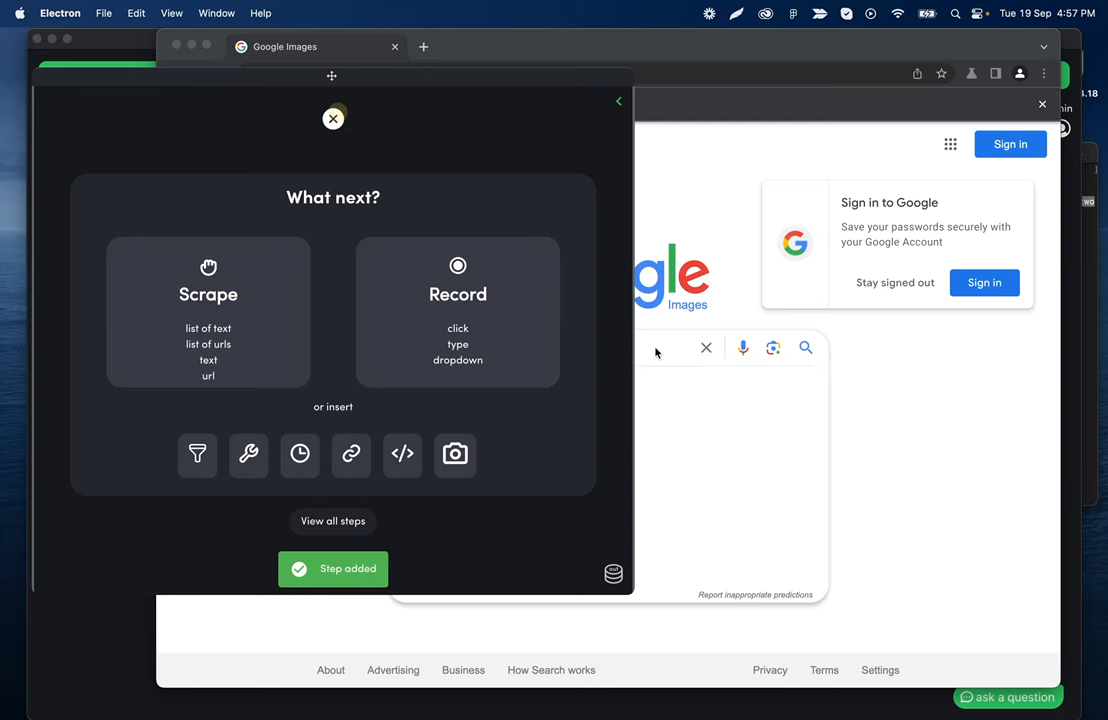 Electron File Edit View Window Help Tue 19 Sep 4:57 PM
Google Images
Sign in
What next?
Sign in to Google
Save your passwords securely with
your Google Account
Stay signed out Sign in
gle
Images
Scrape
list of text
list of urls
text
url
Record
click
type
dropdown
or insert
View all steps
Step added
OUT
Report inappropriate predictions
About Advertising Business How Search works Privacy Terms Settings
ask a question